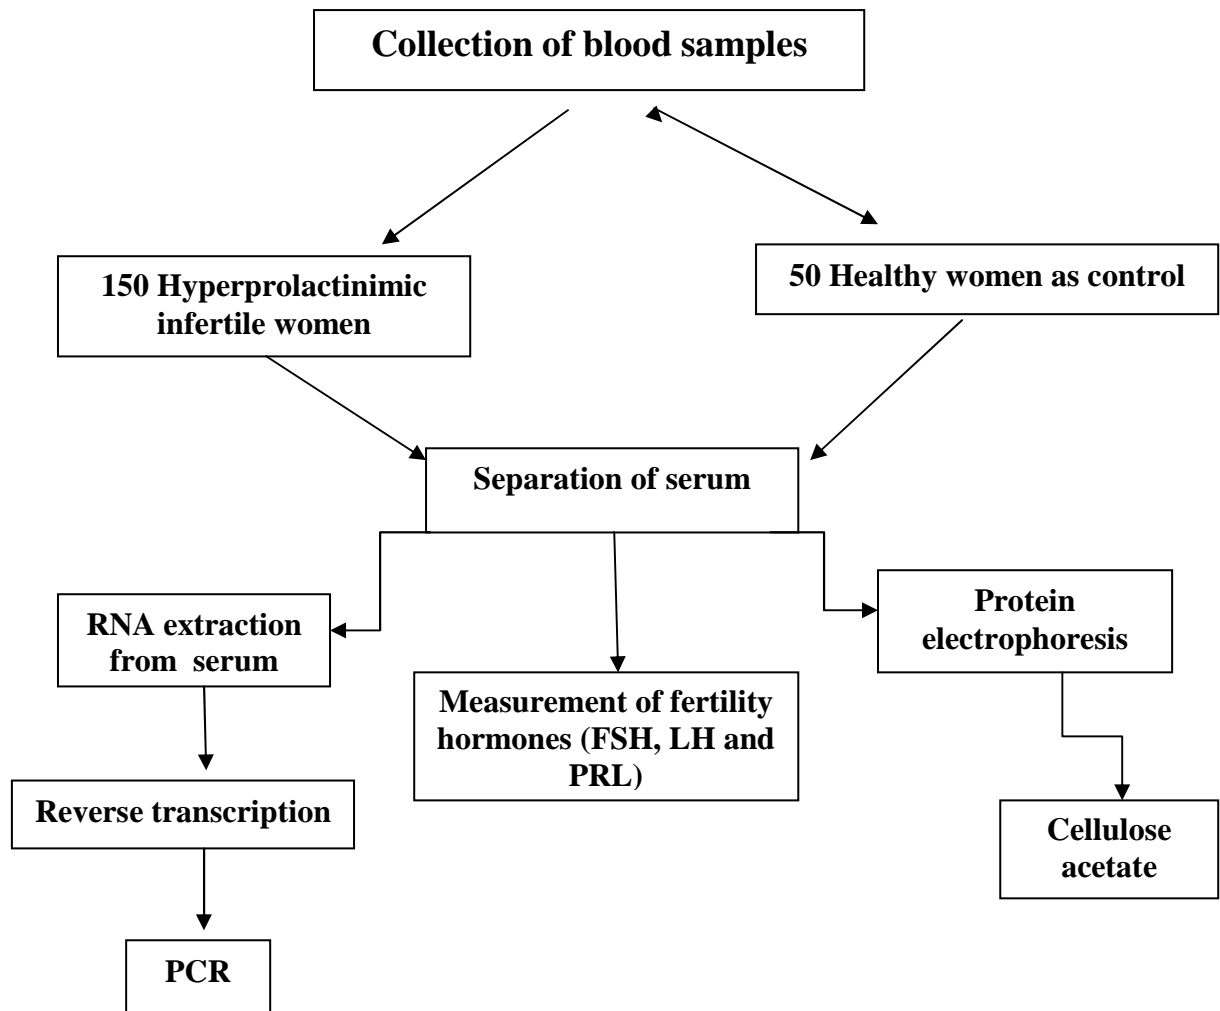 Collection of blood samples
150 Hyperprolactinimic
infertile women
50 Healthy women as control
Separation of serum
RNA extraction
from serum
Measurement of fertility
hormones (FSH, LH and
PRL)
Protein
electrophoresis
Reverse transcription
Cellulose
acetate
PCR